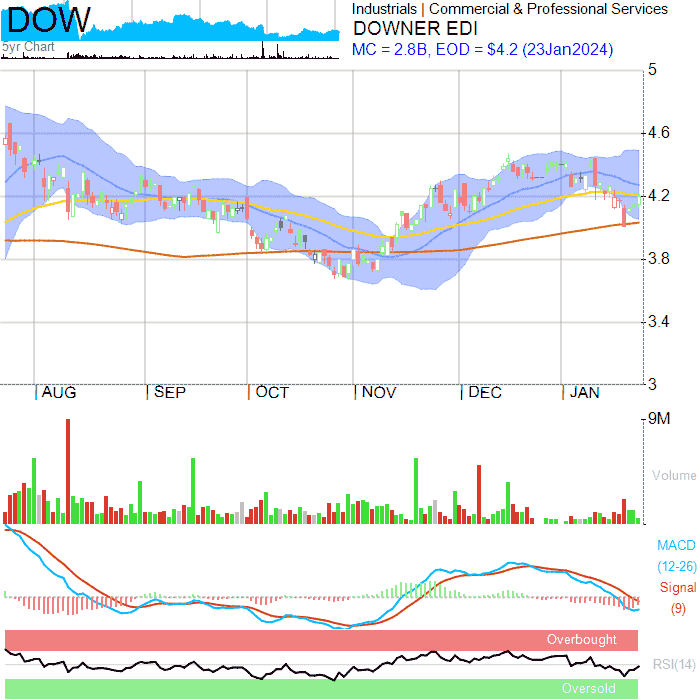 DOW
5yr Chart
Industrials | Commercial & Professional Services
DOWNER EDI
MC = 2.8B, EOD = $4.2 (23Jan2024)
5
4.6
4.2
3.8
3.4
3
AUG SEP OCT NOV DEC JAN
9M
Volume
MACD
(12-26)
Signal
(9)
Overbought
RSI(14)
Oversold